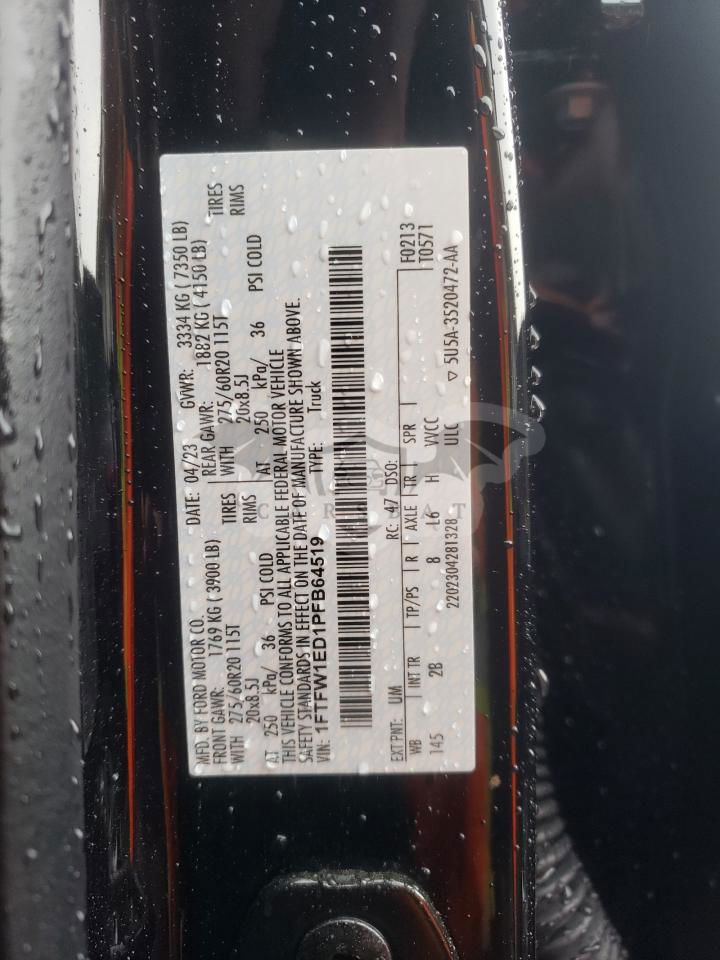 MFD. BY FORD MOTOR CO.
DATE: 04/23 GVWR: 3334 KG ( 7350 LB)
FRONT GAWR: 1769 KG ( 3900 LB)
REAR GAWR: 1882 KG ( 4150 LB)
WITH 275/60R20 115T TIRES
WITH 275/60R20 115T TIRES
20x8.5J RIMS
20x8.5J RIMS
AT 250 kPa/ 36 PSI COLD
AT 250 kPa/ 36 PSI COLD
THIS VEHICLE CONFORMS TO ALL APPLICABLE FEDERAL MOTOR VEHICLE
SAFETY STANDARDS IN EFFECT ON THE DATE OF MANUFACTURE SHOWN ABOVE.
VIN: 1FTFW1ED1PFB64519
TYPE: Truck
F0213
EXT PNT: UM RC: 47 DSO: T0571
WB INT TR TP/PS R AXLE TR SPR
145 2B 8 L6 H VVCC
2202304281328 ULC ▽ 5U5A-3520472-AA